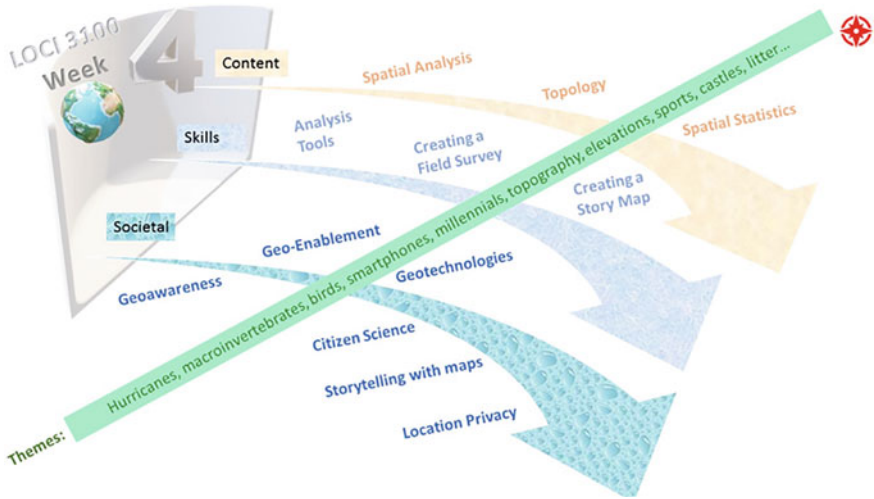 LOCI 3100
Week
4
Content
Spatial Analysis
Topology
Spatial Statistics
Skills
Analysis
Tools
Creating a
Field Survey
Creating a
Story Map
Societal
Geo-Enablement
Geoawareness
Geotechnologies
Citizen Science
Storytelling with maps
Location Privacy
Themes:
Hurricanes, macroinvertebrates, birds, smartphones, millennials, topography, elevations, sports, castles, litter...